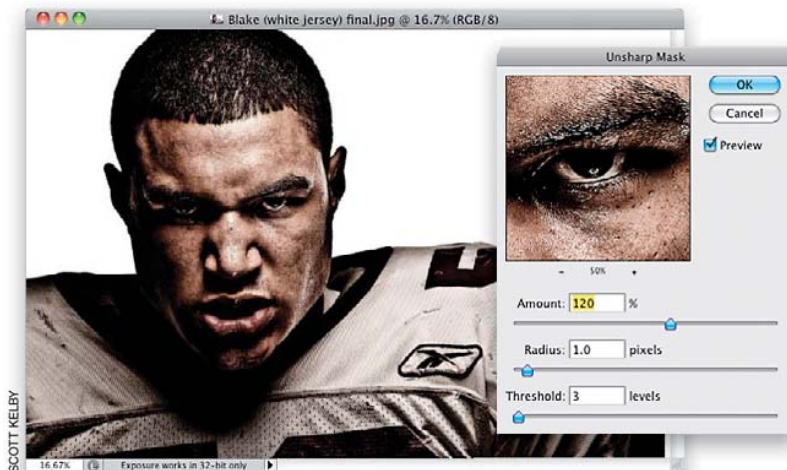 Blake (white jersey) final.jpg @ 16.7% (RGB/8)
Unsharp Mask
OK
Cancel
Preview
- 50% +
Amount: 120 %
Radius: 1.0 pixels
Threshold: 3 levels
5
SCOTT KELBY
16.67% Exposure works in 32-bit only